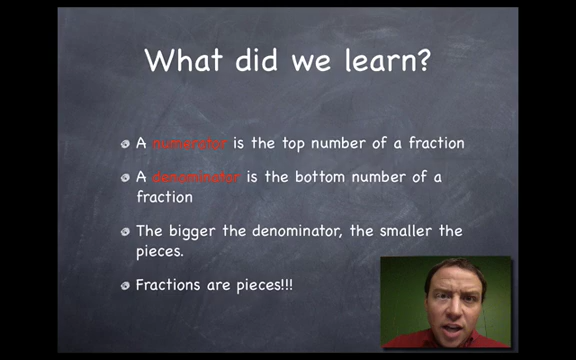 What did we learn?
A numerator is the top number of a fraction
A denominator is the bottom number of a
fraction
The bigger the denominator, the smaller the
pieces.
Fractions are pieces!!!